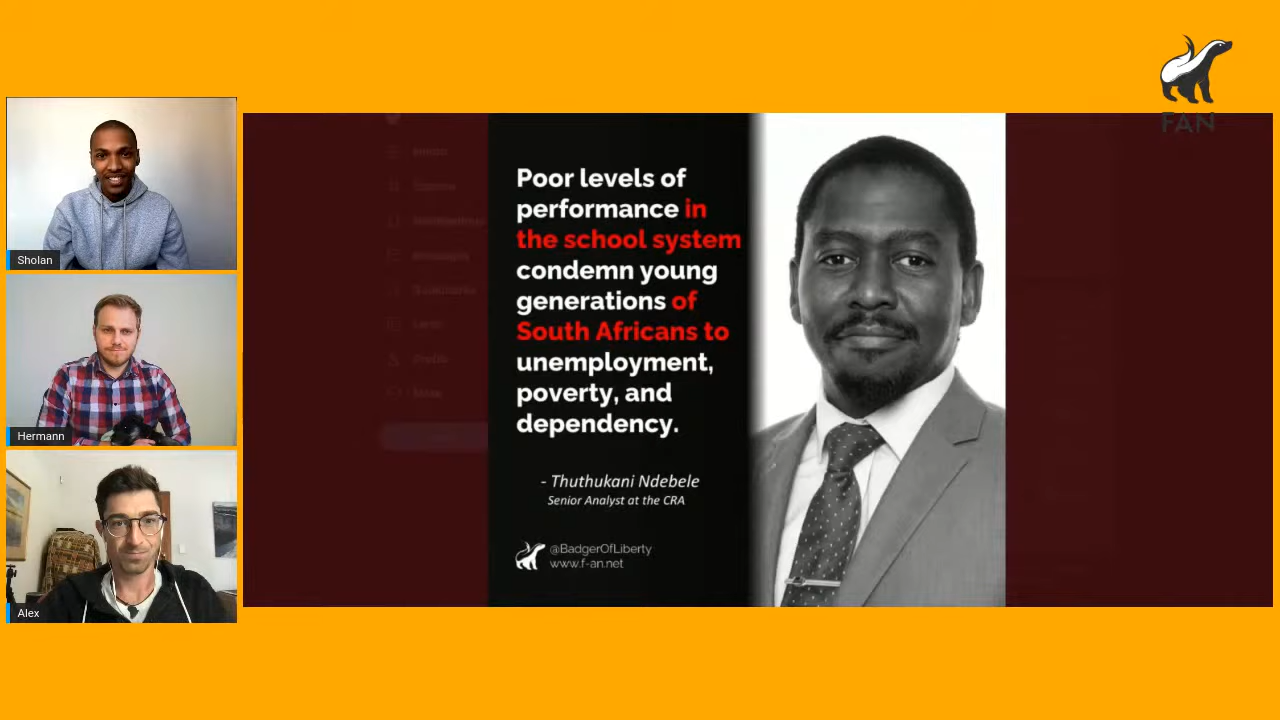 FAN
Sholan
Hermann
Alex
Poor levels of
performance in
the school system
condemn young
generations of
South Africans to
unemployment,
poverty, and
dependency.
- Thuthukani Ndebele
Senior Analyst at the CRA
@BadgerOfLiberty
www.f-an.net